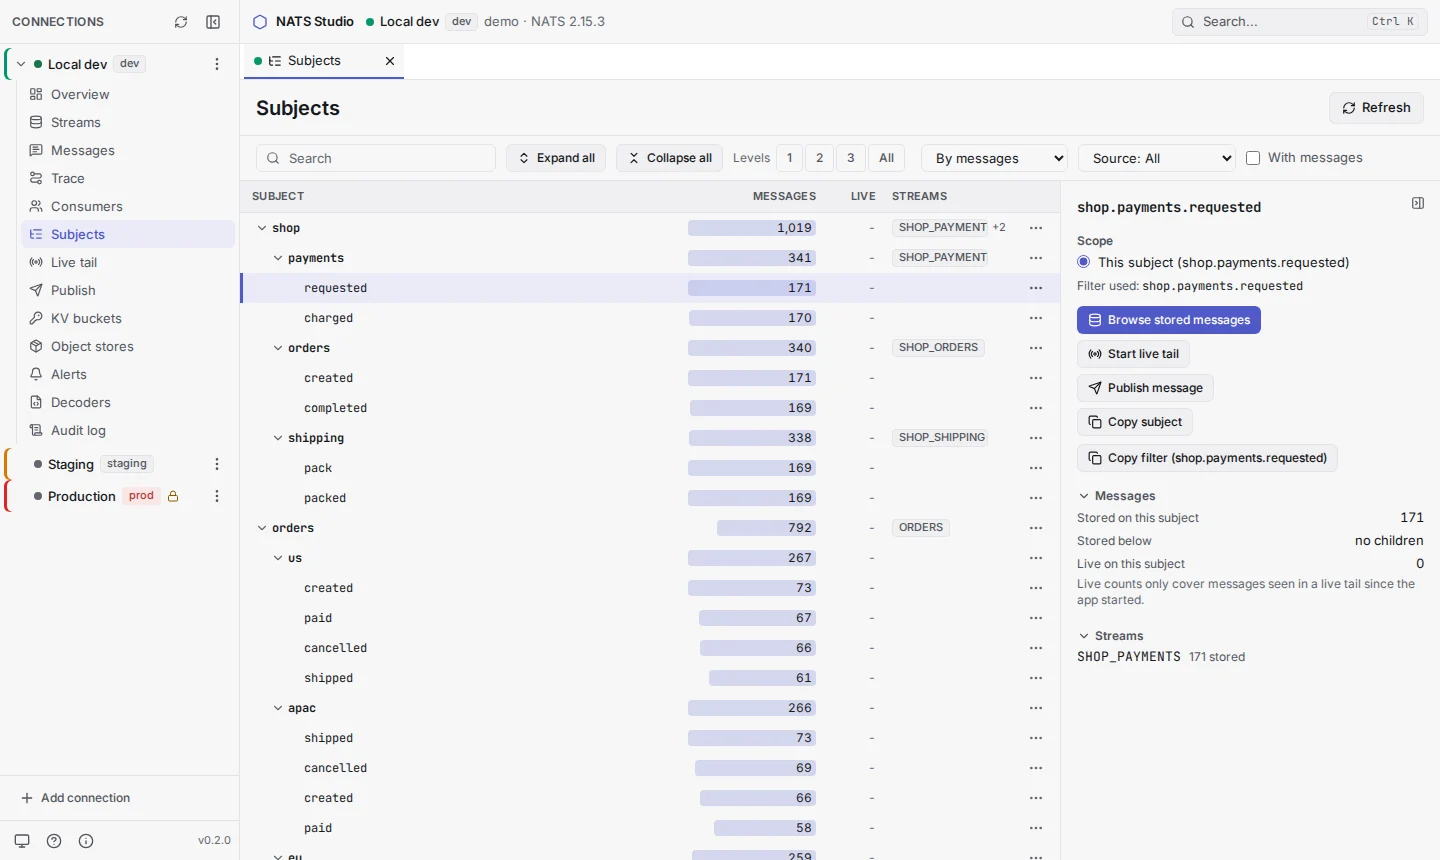 CONNECTIONS
NATS Studio Local dev dev demo · NATS 2.15.3
Search... Ctrl K
Local dev dev
Overview
Streams
Messages
Trace
Consumers
Subjects
Live tail
Publish
KV buckets
Object stores
Alerts
Decoders
Audit log
Staging staging
Production prod
Add connection
v0.2.0
Subjects
Subjects
Refresh
Search Expand all Collapse all Levels 1 2 3 All By messages Source: All With messages
SUBJECT MESSAGES LIVE STREAMS
shop 1,019 - SHOP_PAYMENT +2
payments 341 - SHOP_PAYMENT
requested 171 -
charged 170 -
orders 340 - SHOP_ORDERS
created 171 -
completed 169 -
shipping 338 - SHOP_SHIPPING
pack 169 -
packed 169 -
orders 792 - ORDERS
us 267 -
created 73 -
paid 67 -
cancelled 66 -
shipped 61 -
apac 266 -
shipped 73 -
cancelled 69 -
created 66 -
paid 58 -
eu 259 -
shop.payments.requested
Scope
This subject (shop.payments.requested)
Filter used: shop.payments.requested
Browse stored messages
Start live tail
Publish message
Copy subject
Copy filter (shop.payments.requested)
Messages
Stored on this subject 171
Stored below no children
Live on this subject 0
Live counts only cover messages seen in a live tail since the
app started.
Streams
SHOP_PAYMENTS 171 stored